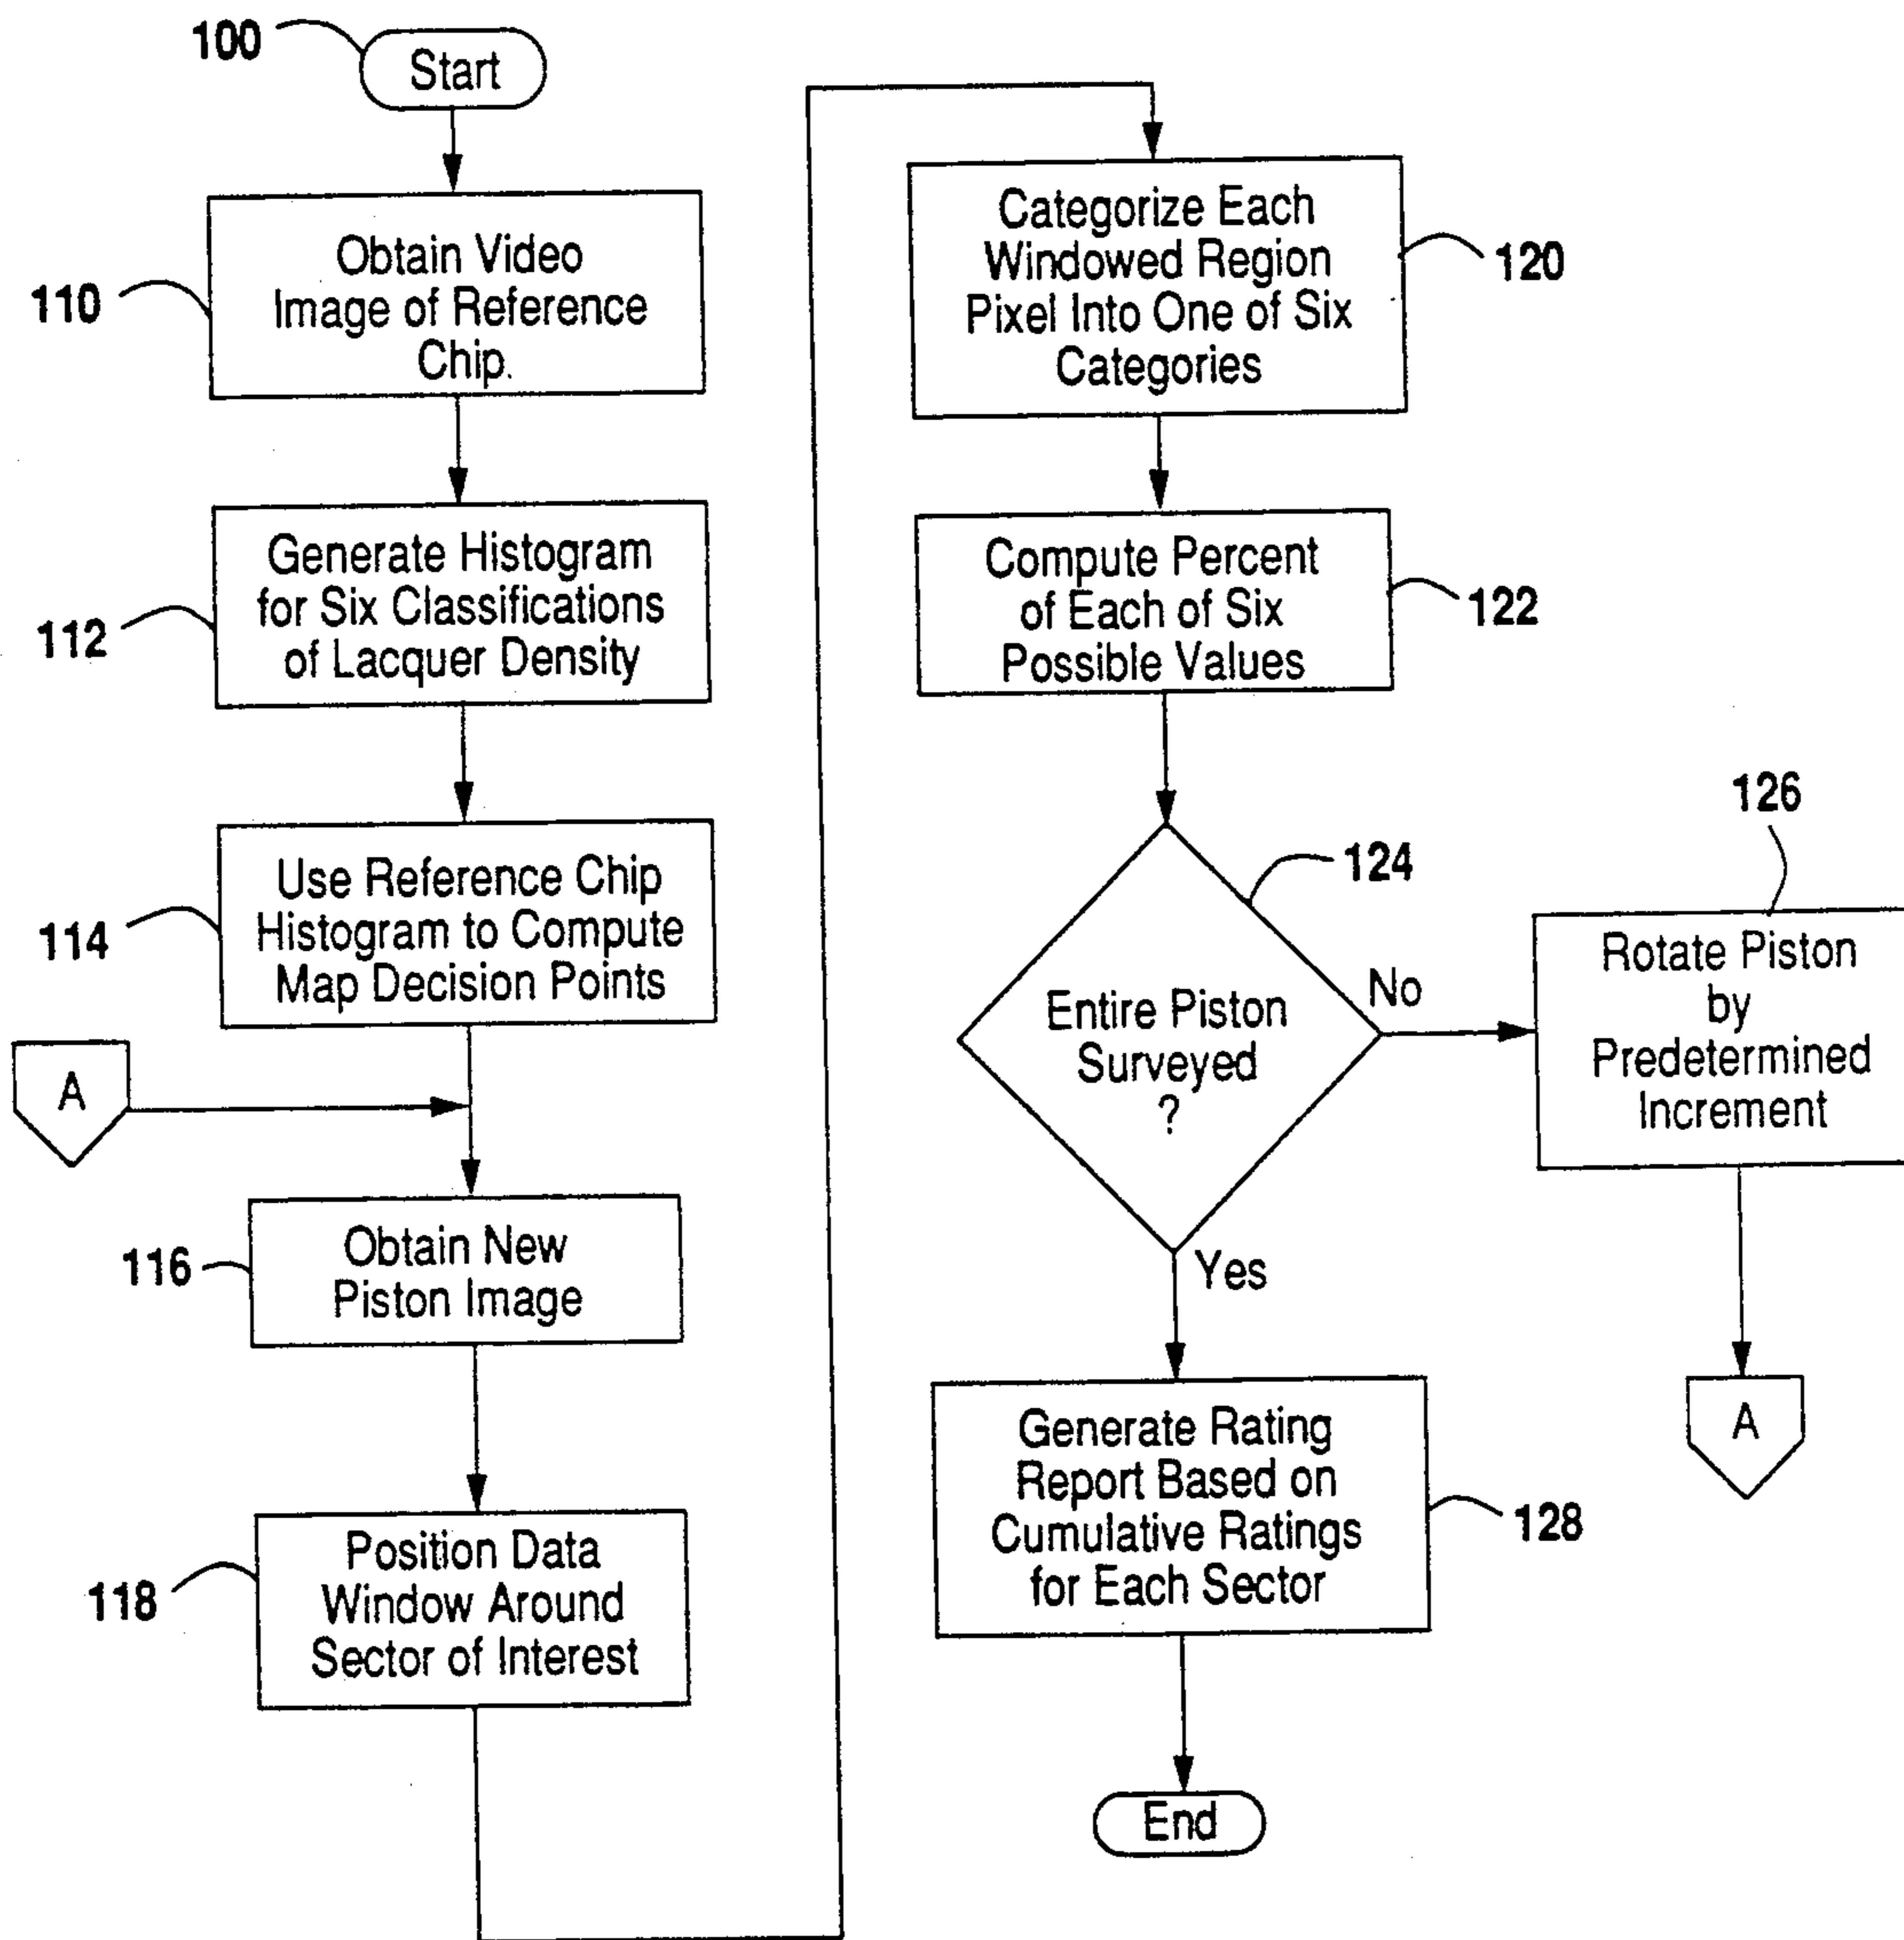 100
Start
110
Obtain Video
Image of Reference
Chip.
112
Generate Histogram
for Six Classifications
of Lacquer Density
114
Use Reference Chip
Histogram to Compute
Map Decision Points
A
116
Obtain New
Piston Image
118
Position Data
Window Around
Sector of Interest
Categorize Each
Windowed Region
Pixel Into One of Six
Categories
120
Compute Percent
of Each of Six
Possible Values
122
124
Entire Piston
Surveyed
?
No
Yes
126
Rotate Piston
by
Predetermined
Increment
A
Generate Rating
Report Based on
Cumulative Ratings
for Each Sector
128
End